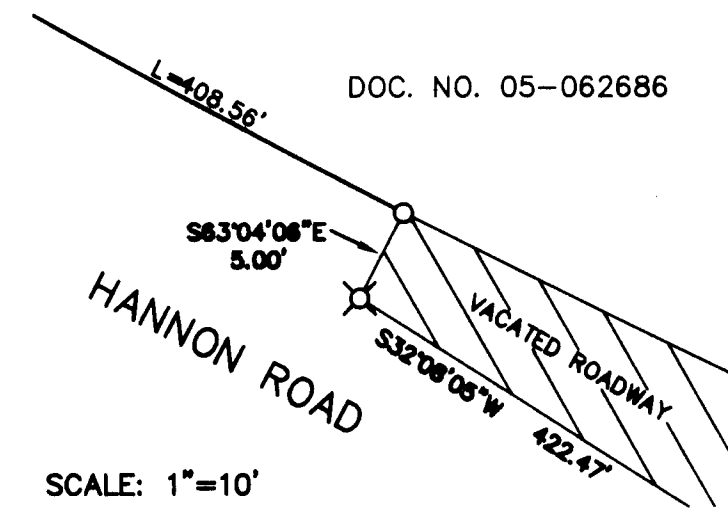 L=408.56'
DOC. NO. 05-062686
S63°04'06"E
5.00'
HANNON ROAD
VACATED ROADWAY
S32°08'05"W 422.47'
SCALE: 1"=10'